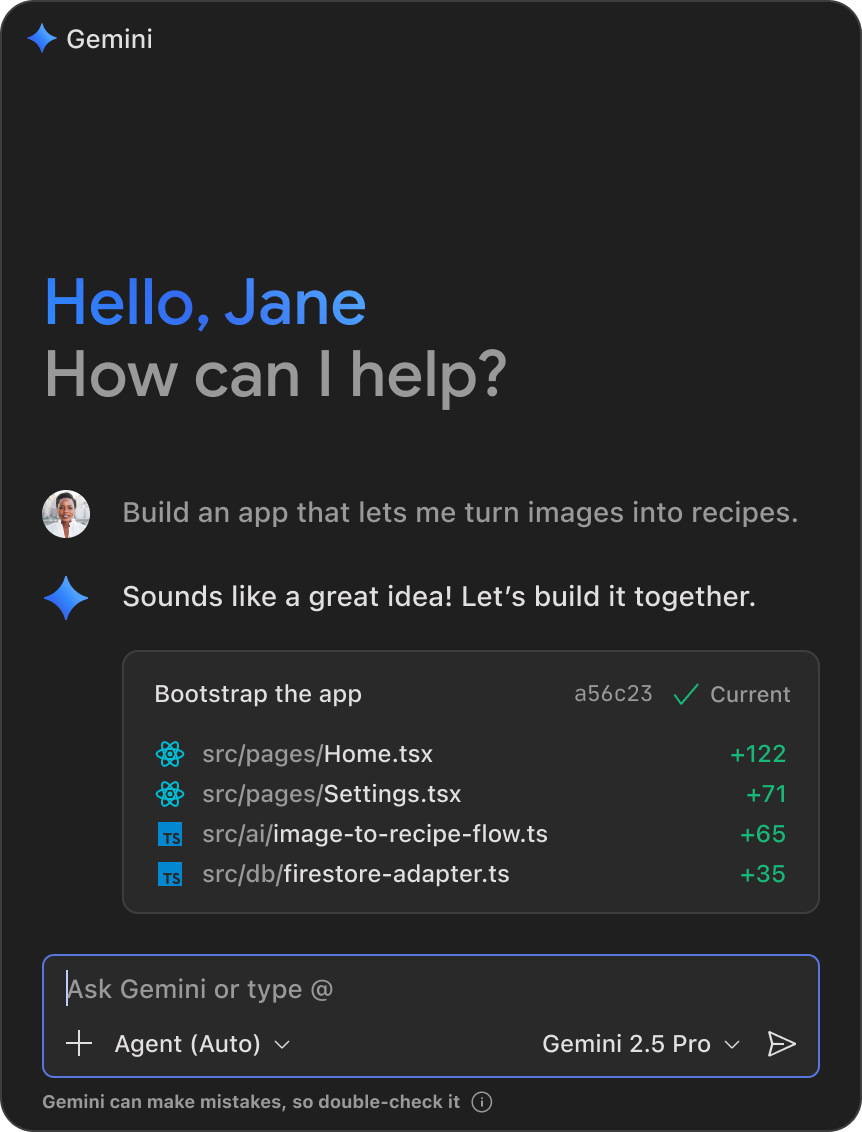 Gemini
Hello, Jane
How can I help?
Build an app that lets me turn images into recipes.
Sounds like a great idea! Let’s build it together.
Bootstrap the app a56c23 Current
src/pages/Home.tsx +122
src/pages/Settings.tsx +71
TS src/ai/image-to-recipe-flow.ts +65
TS src/db/firestore-adapter.ts +35
Ask Gemini or type @
Agent (Auto) Gemini 2.5 Pro
Gemini can make mistakes, so double-check it